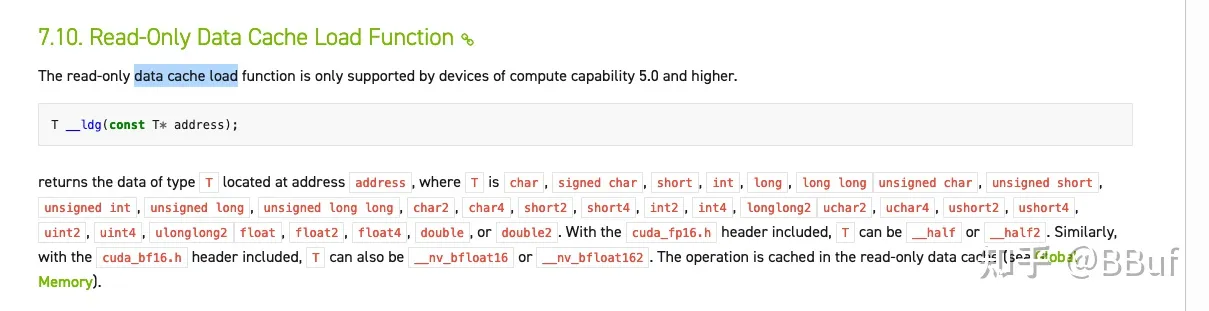 7.10. Read-Only Data Cache Load Function
The read-only data cache load function is only supported by devices of compute capability 5.0 and higher.
T __ldg(const T* address);
returns the data of type T located at address address, where T is char, signed char, short, int, long, long long unsigned char, unsigned short,
unsigned int, unsigned long, unsigned long long, char2, char4, short2, short4, int2, int4, longlong2 uchar2, uchar4, ushort2, ushort4,
uint2, uint4, ulonglong2 float, float2, float4, double, or double2. With the cuda_fp16.h header included, T can be __half or __half2. Similarly,
with the cuda_bf16.h header included, T can also be __nv_bfloat16 or __nv_bfloat162. The operation is cached in the read-only data cache (see Global
Memory).
知乎 @BBuf